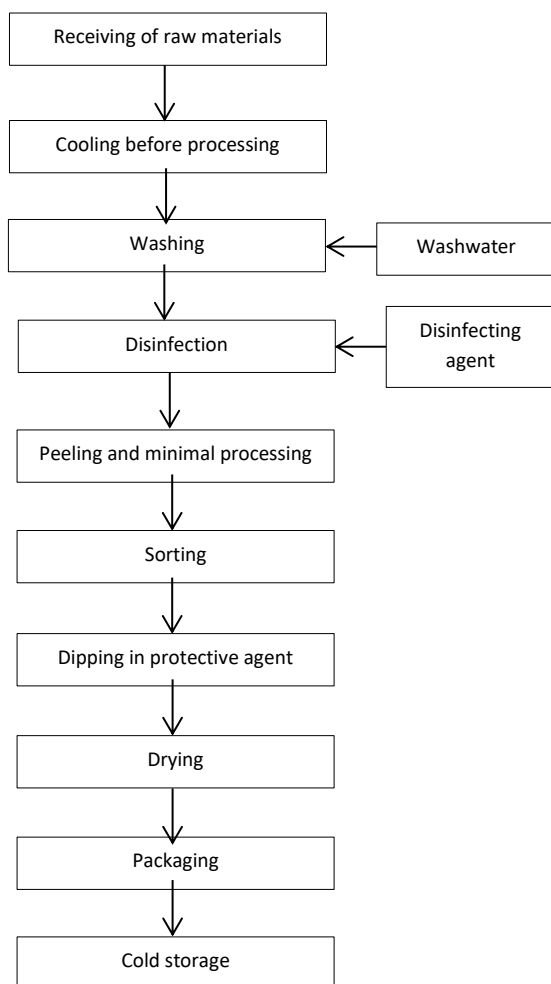 Receiving of raw materials
Cooling before processing
Washing
Washwater
Disinfection
Disinfecting
agent
Peeling and minimal processing
Sorting
Dipping in protective agent
Drying
Packaging
Cold storage